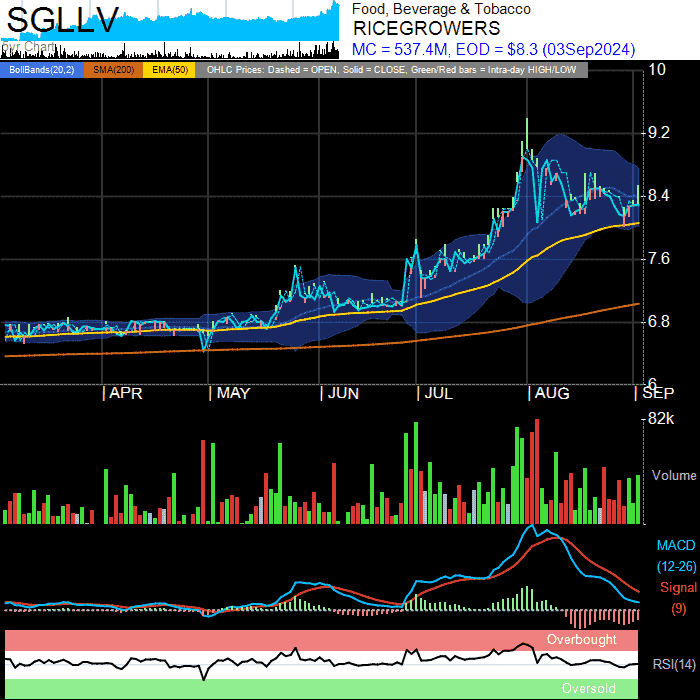 SGLLV
Food, Beverage & Tobacco
RICEGROWERS
MC = 537.4M, EOD = $8.3 (03Sep2024)
BollBands(20,2) SMA(200) EMA(50) OHLC Prices: Dashed = OPEN, Solid = CLOSE, Green/Red bars = Intra-day HIGH/LOW
10
9.2
8.4
7.6
6.8
6
| APR | MAY | JUN | JUL | AUG | SEP
82k
Volume
MACD
(12-26)
Signal
(9)
Overbought
RSI(14)
Oversold